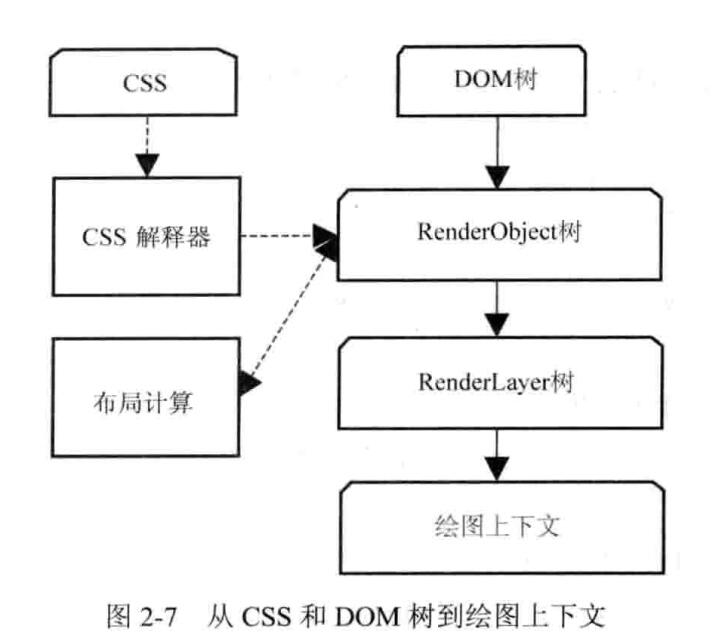 CSS
DOM树
CSS 解释器
RenderObject树
布局计算
RenderLayer树
绘图上下文
图 2-7 从 CSS 和 DOM 树到绘图上下文